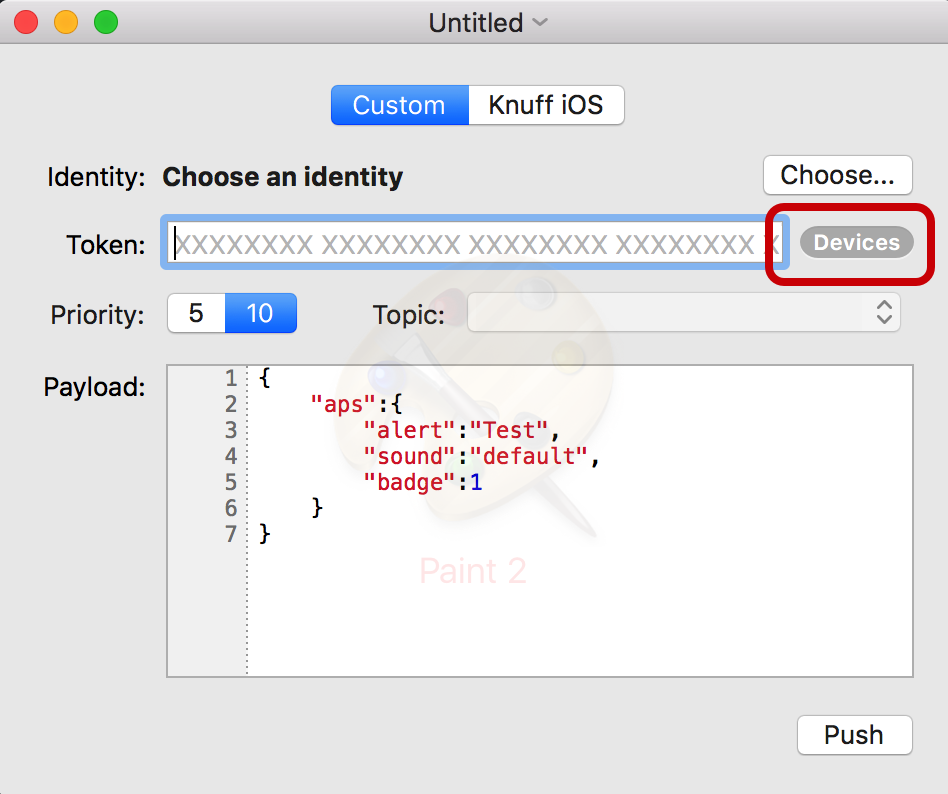 Untitled
Custom Knuff iOS
Identity: Choose an identity Choose...
Token: XXXXXXXX XXXXXXXX XXXXXXXX XXXXXXXX X Devices
Priority: 5 10 Topic:
Payload: 1 {
2 "aps":{
3 "alert":"Test",
4 "sound":"default",
5 "badge":1
6 }
7 }
Paint 2
Push